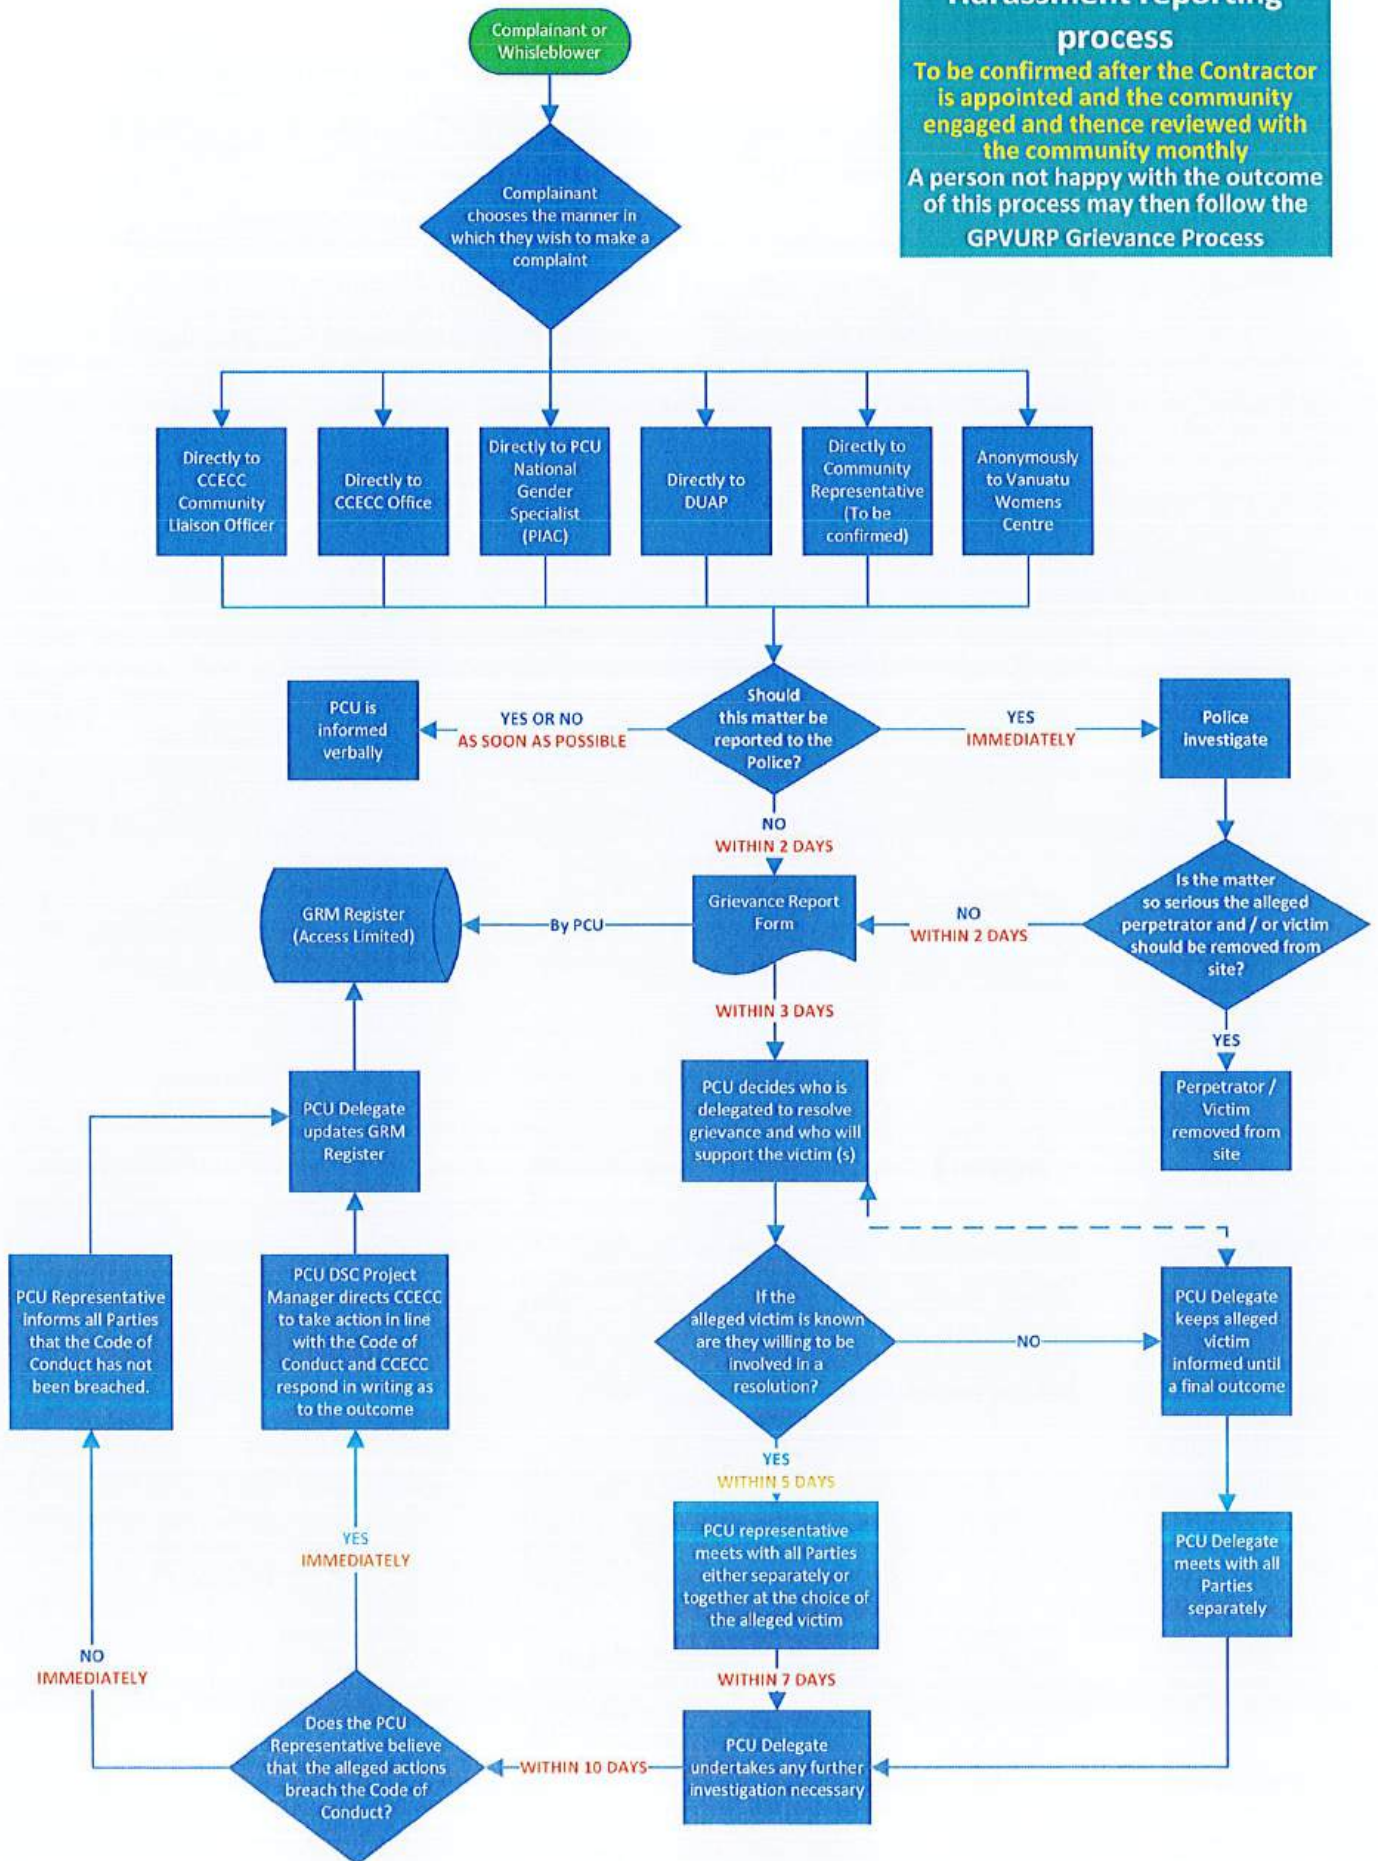 Harassment reporting
process
To be confirmed after the Contractor
is appointed and the community
engaged and thence reviewed with
the community monthly
A person not happy with the outcome
of this process may then follow the
GPVURP Grievance Process
Complainant or
Whisleblower
Complainant
chooses the manner in
which they wish to make a
complaint
Directly to
CCECC
Community
Liaison Officer
Directly to
CCECC Office
Directly to PCU
National
Gender
Specialist
(PIAC)
Directly to
DUAP
Directly to
Community
Representative
(To be
confirmed)
Anonymously
to Vanuatu
Womens
Centre
PCU is
informed
verbally
YES OR NO
AS SOON AS POSSIBLE
Should
this matter be
reported to the
Police?
YES
IMMEDIATELY
Police
investigate
NO
WITHIN 2 DAYS
GRM Register
(Access Limited)
By PCU
Grievance Report
Form
NO
WITHIN 2 DAYS
Is the matter
so serious the alleged
perpetrator and / or victim
should be removed from
site?
WITHIN 3 DAYS
YES
PCU Delegate
updates GRM
Register
PCU decides who is
delegated to resolve
grievance and who will
support the victim (s)
Perpetrator /
Victim
removed from
site
PCU Representative
informs all Parties
that the Code of
Conduct has not
been breached.
PCU DSC Project
Manager directs CCECC
to take action in line
with the Code of
Conduct and CCECC
respond in writing as
to the outcome
If the
alleged victim is known
are they willing to be
involved in a
resolution?
NO
PCU Delegate
keeps alleged
victim
informed until
a final outcome
YES
WITHIN 5 DAYS
YES
IMMEDIATELY
PCU representative
meets with all Parties
either separately or
together at the choice of
the alleged victim
PCU Delegate
meets with all
Parties
separately
NO
IMMEDIATELY
WITHIN 7 DAYS
Does the PCU
Representative believe
that the alleged actions
breach the Code of
Conduct?
WITHIN 10 DAYS
PCU Delegate
undertakes any further
investigation necessary